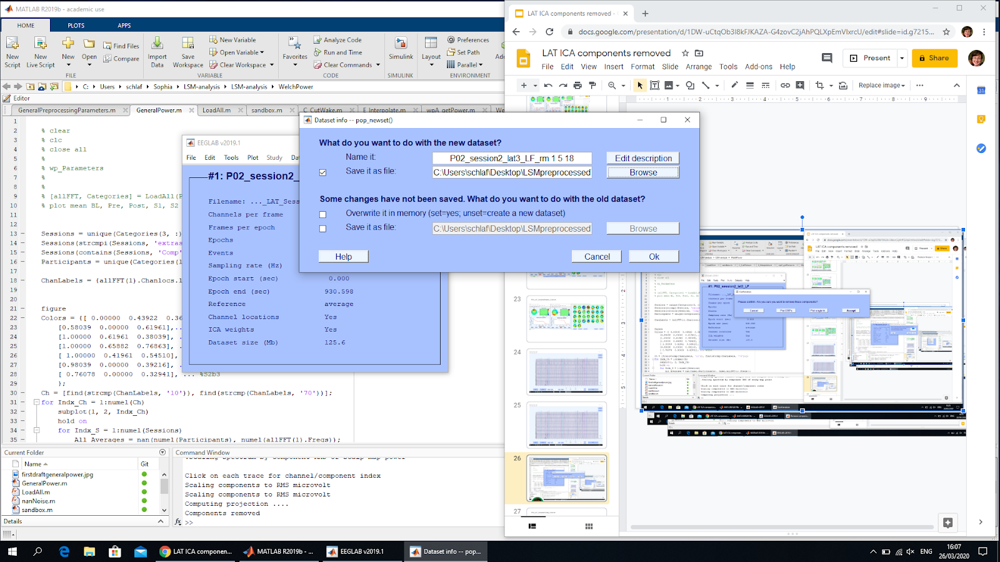 MATLAB R2019b - academic use
HOME
PLOTS
APPS
New Script
New Live Script
New
Open
Find Files
Compare
Import Data
Save Workspace
New Variable
Open Variable
Clear Workspace
Favorites
Analyze Code
Run and Time
Clear Commands
Simulink
Layout
Preferences
Set Path
Parallel
FILE
VARIABLE
CODE
SIMULINK
ENVIRONMENT
C: Users schlaf Sophia LSM-analysis LSM-analysis WelchPower
Editor
GeneralPreprocessingParameters.m
GeneralPower.m
LoadAll.m
sandbox.m
C_CutWake.m
E_Interpolate.m
wpA_getPower.m
1
2 % clear
3 % clc
4 % close all
5 %
6 % wp_Parameters
7 %
8 %
9 % [allFFT, Categories] = LoadAll(P
10 % plot mean BL, Pre, Post, S1, S2
11
12
13 Sessions = unique(Categories(3, :)
14 Sessions(strcmpi(Sessions, 'extras
15 Sessions(contains(Sessions, 'Comp'
16 Participants = unique(Categories(1
17
18 ChanLabels = {allFFT(1).Chanlocs.l
19
20
21 figure
22 Colors = {[ 0.00000 0.43922 0.36
23 [0.58039 0.00000 0.61961],..
24 [1.00000 0.61961 0.38039], ..
25 [1.00000 0.65882 0.76863], ..
26 [ 1.00000 0.41961 0.54510], .
27 [0.98039 0.00000 0.39216], .
28 [ 0.76078 0.00000 0.32941], ... %S2b3
29 };
30 Ch = [find(strcmp(ChanLabels, '10')), find(strcmp(ChanLabels, '70'))];
31 for Indx_Ch = 1:numel(Ch)
32 subplot(1, 2, Indx_Ch)
33 hold on
34 for Indx_S = 1:numel(Sessions)
35 All_Averages = nan(numel(Participants), numel(allFFT(1).Freqs));
EEGLAB v2019.1
File Edit Tools Plot Study Dat
#1: P02_session2_
Filename: ..._LAT_Sess
Channels per frame
Frames per epoch
Epochs
Events
Sampling rate (Hz)
Epoch start (sec) 0.000
Epoch end (sec) 930.598
Reference average
Channel locations Yes
ICA weights Yes
Dataset size (Mb) 125.6
Dataset info -- pop_newset()
What do you want to do with the new dataset?
Name it: P02_session2_lat3_LF_rm 1 5 18 Edit description
Save it as file: C:\Users\schlaf\Desktop\LSMpreprocessed Browse
Some changes have not been saved. What do you want to do with the old dataset?
Overwrite it in memory (set=yes; unset=create a new dataset)
Save it as file: C:\Users\schlaf\Desktop\LSMpreprocessed Browse
Help Cancel Ok
Current Folder
Name Git
firstdraftgeneralpower.jpg
GeneralPower.m
LoadAll.m
nanNoise.m
sandbox.m
Details
Command Window
Click on each trace for channel/component index
Scaling components to RMS microvolt
Scaling components to RMS microvolt
Computing projection ....
Components removed
fx >>
LAT ICA components removed -
docs.google.com/presentation/d/1DW-uCtqOb3I8kFJKAZA-G4zovC2jAhPQLXpEmVIxrcU/edit#slide=id.g7215...
LAT ICA components removed
File Edit View Insert Format Slide Arrange Tools Add-ons Help
Present
Share
Replace image
1 2 3 4 5 6 7 8 9
23
24
25
26
27
LAT ICA componen...
MATLAB R2019b - ...
EEGLAB v2019.1
Dataset info -- pop...
ENG
16:07
26/03/2020